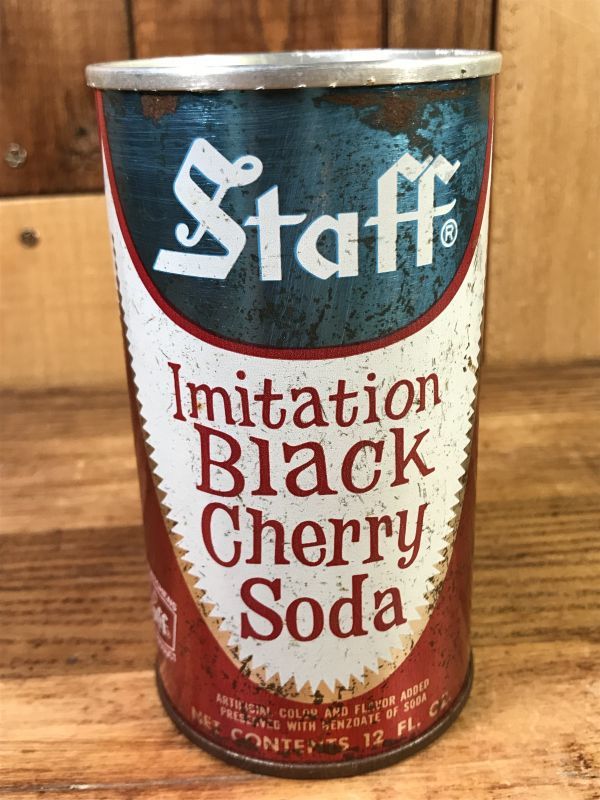 Staff®
Imitation
Black
Cherry
Soda
ARTIFICIAL COLOR AND FLAVOR ADDED
PRESERVED WITH BENZOATE OF SODA
NET CONTENTS 12 FL. OZ.